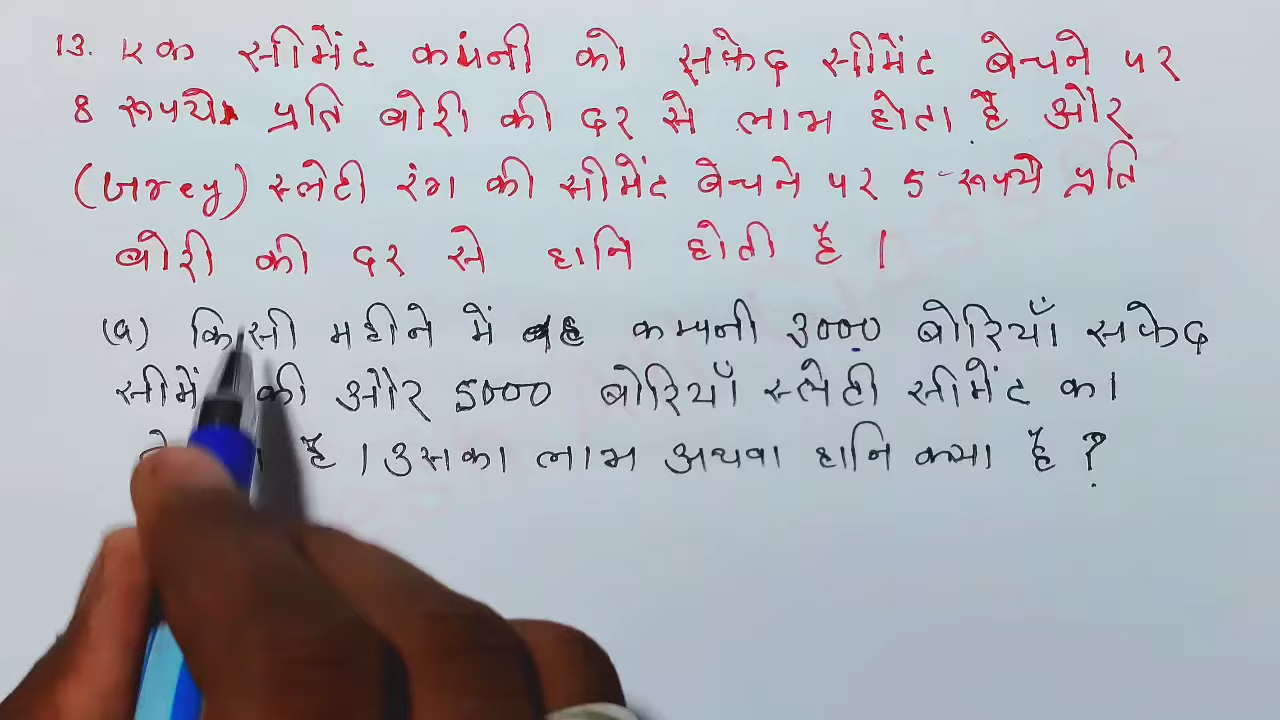 13. एक सीमेंट कंपनी को सफेद सीमेंट बेचने पर
8 रूपये प्रति बोरी की दर से लाभ होता है और
(Grey) स्लेटी रंग की सीमेंट बेचने पर 5 रूपये प्रति
बोरी की दर से हानि होती है ।
(a) किसी महीने में वह कम्पनी 3000 बोरियाँ सफेद
की और 5000 बोरियाँ स्लेटी सीमेंट का
है । उसका लाभ अथवा हानि क्या है ?